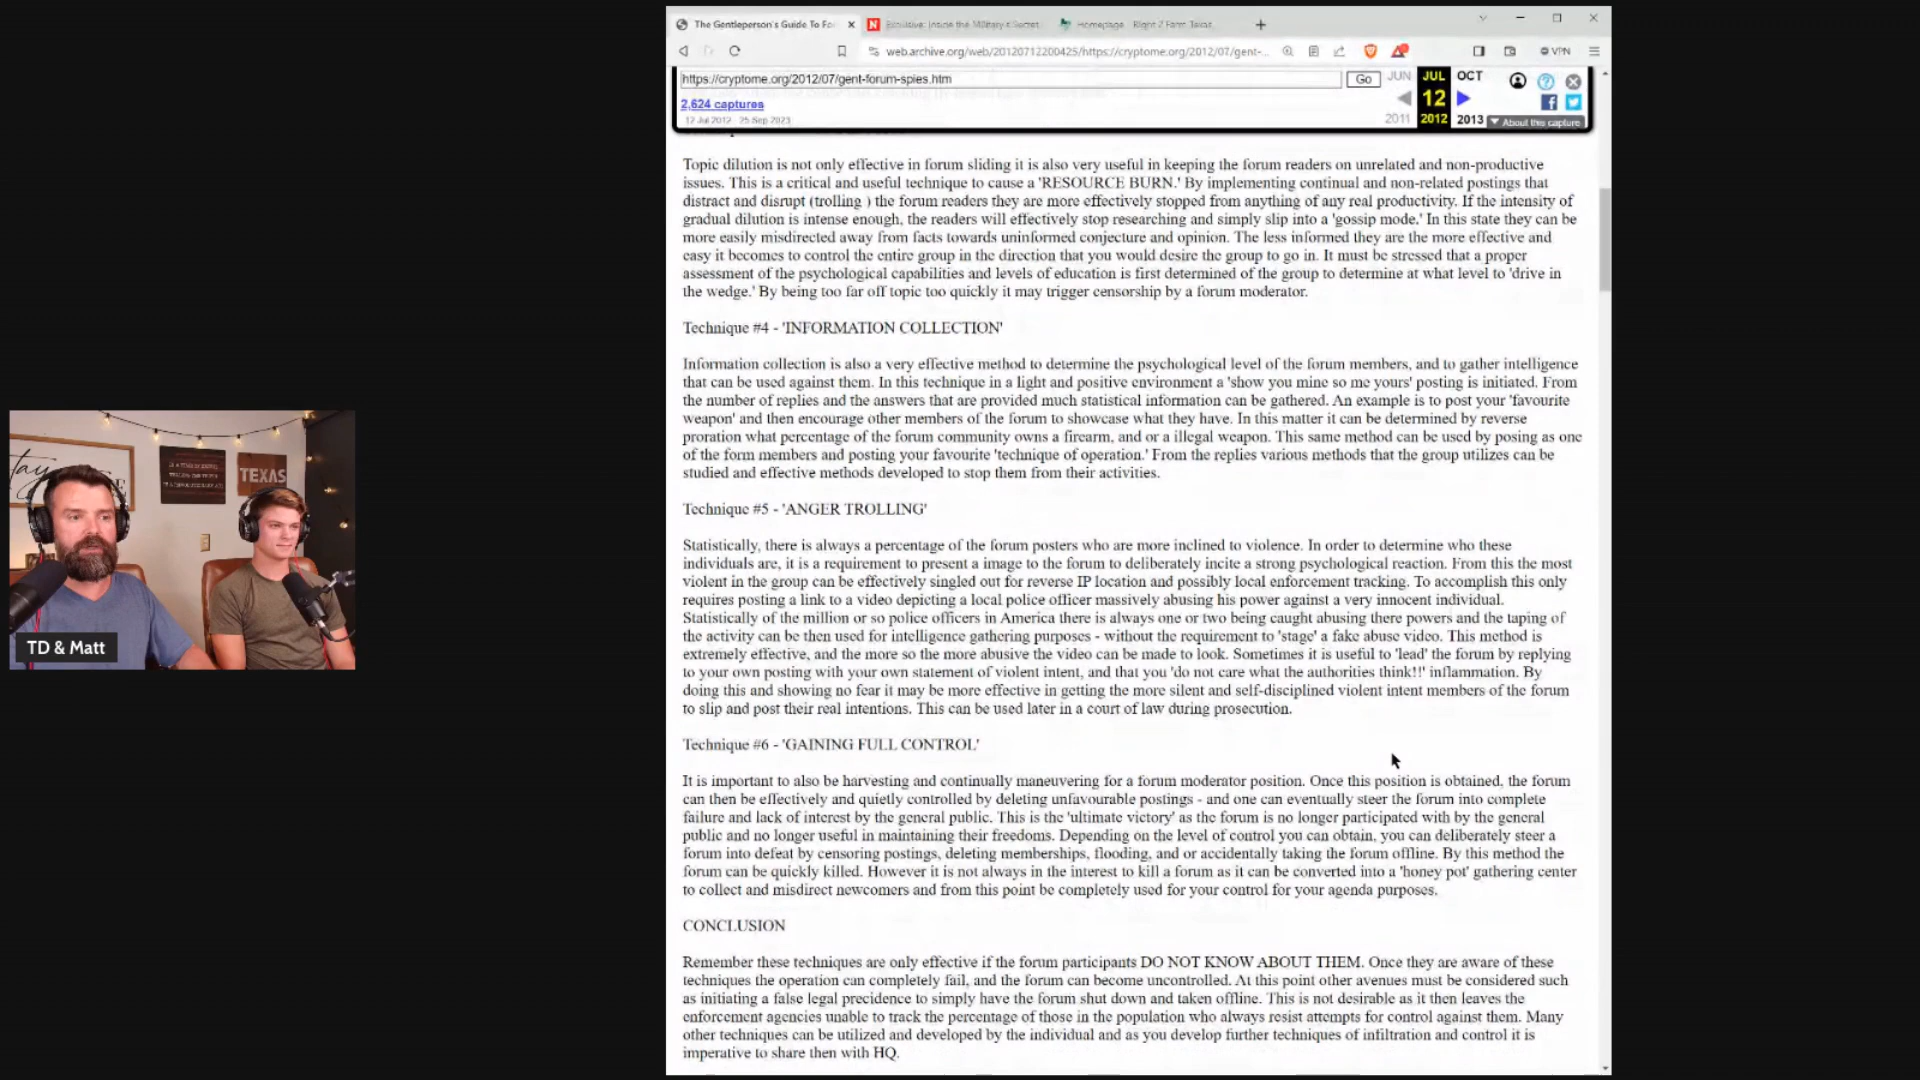 The Gentleperson's Guide To Fo
Exclusive: Inside the Military's Secret
Homepage - Right 2 Farm Texas
web.archive.org/web/20120712200425/https://cryptome.org/2012/07/gent-...
VPN
https://cryptome.org/2012/07/gent-forum-spies.htm
Go
JUN
JUL
OCT
2,624 captures
12
12 Jul 2012 - 25 Sep 2023
2011
2012
2013
About this capture
Topic dilution is not only effective in forum sliding it is also very useful in keeping the forum readers on unrelated and non-productive
issues. This is a critical and useful technique to cause a 'RESOURCE BURN.' By implementing continual and non-related postings that
distract and disrupt (trolling ) the forum readers they are more effectively stopped from anything of any real productivity. If the intensity of
gradual dilution is intense enough, the readers will effectively stop researching and simply slip into a 'gossip mode.' In this state they can be
more easily misdirected away from facts towards uninformed conjecture and opinion. The less informed they are the more effective and
easy it becomes to control the entire group in the direction that you would desire the group to go in. It must be stressed that a proper
assessment of the psychological capabilities and levels of education is first determined of the group to determine at what level to 'drive in
the wedge.' By being too far off topic too quickly it may trigger censorship by a forum moderator.
Technique #4 - 'INFORMATION COLLECTION'
Information collection is also a very effective method to determine the psychological level of the forum members, and to gather intelligence
that can be used against them. In this technique in a light and positive environment a 'show you mine so me yours' posting is initiated. From
the number of replies and the answers that are provided much statistical information can be gathered. An example is to post your 'favourite
weapon' and then encourage other members of the forum to showcase what they have. In this matter it can be determined by reverse
proration what percentage of the forum community owns a firearm, and or a illegal weapon. This same method can be used by posing as one
of the form members and posting your favourite 'technique of operation.' From the replies various methods that the group utilizes can be
studied and effective methods developed to stop them from their activities.
Technique #5 - 'ANGER TROLLING'
Statistically, there is always a percentage of the forum posters who are more inclined to violence. In order to determine who these
individuals are, it is a requirement to present a image to the forum to deliberately incite a strong psychological reaction. From this the most
violent in the group can be effectively singled out for reverse IP location and possibly local enforcement tracking. To accomplish this only
requires posting a link to a video depicting a local police officer massively abusing his power against a very innocent individual.
Statistically of the million or so police officers in America there is always one or two being caught abusing there powers and the taping of
the activity can be then used for intelligence gathering purposes - without the requirement to 'stage' a fake abuse video. This method is
extremely effective, and the more so the more abusive the video can be made to look. Sometimes it is useful to 'lead' the forum by replying
to your own posting with your own statement of violent intent, and that you 'do not care what the authorities think!!' inflammation. By
doing this and showing no fear it may be more effective in getting the more silent and self-disciplined violent intent members of the forum
to slip and post their real intentions. This can be used later in a court of law during prosecution.
Technique #6 - 'GAINING FULL CONTROL'
It is important to also be harvesting and continually maneuvering for a forum moderator position. Once this position is obtained, the forum
can then be effectively and quietly controlled by deleting unfavourable postings - and one can eventually steer the forum into complete
failure and lack of interest by the general public. This is the 'ultimate victory' as the forum is no longer participated with by the general
public and no longer useful in maintaining their freedoms. Depending on the level of control you can obtain, you can deliberately steer a
forum into defeat by censoring postings, deleting memberships, flooding, and or accidentally taking the forum offline. By this method the
forum can be quickly killed. However it is not always in the interest to kill a forum as it can be converted into a 'honey pot' gathering center
to collect and misdirect newcomers and from this point be completely used for your control for your agenda purposes.
CONCLUSION
Remember these techniques are only effective if the forum participants DO NOT KNOW ABOUT THEM. Once they are aware of these
techniques the operation can completely fail, and the forum can become uncontrolled. At this point other avenues must be considered such
as initiating a false legal precidence to simply have the forum shut down and taken offline. This is not desirable as it then leaves the
enforcement agencies unable to track the percentage of those in the population who always resist attempts for control against them. Many
other techniques can be utilized and developed by the individual and as you develop further techniques of infiltration and control it is
imperative to share then with HQ.
TEXAS
TD & Matt